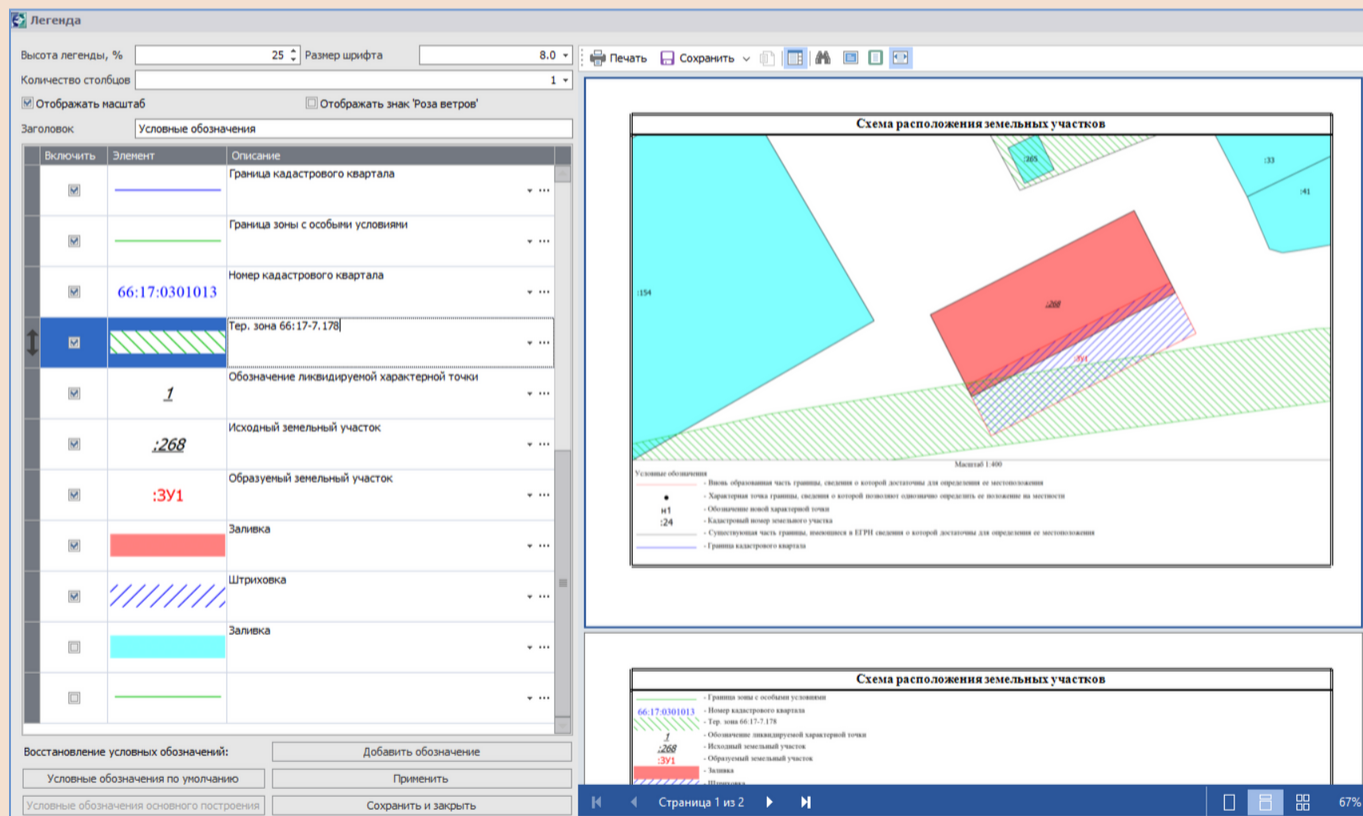 Легенда
Высота легенды, %
25
Размер шрифта
8.0
Количество столбцов
1
Отображать масштаб
Отображать знак 'Роза ветров'
Заголовок
Условные обозначения
Включить Элемент Описание
Граница кадастрового квартала
Граница зоны с особыми условиями
66:17:0301013 Номер кадастрового квартала
Тер. зона 66:17-7.178
1 Обозначение ликвидируемой характерной точки
:268 Исходный земельный участок
:ЗУ1 Образуемый земельный участок
Заливка
Штриховка
Заливка
Восстановление условных обозначений:
Добавить обозначение
Условные обозначения по умолчанию
Применить
Условные обозначения основного построения
Сохранить и закрыть
Печать
Сохранить
Схема расположения земельных участков
:265
:33
:41
:154
:268
:ЗУ1
Масштаб 1:400
Условные обозначения
- Вновь образованная часть границы, сведения о которой достаточны для определения ее местоположения
- Характерная точка границы, сведения о которой позволяют однозначно определить ее положение на местности
н1 - Обозначение новой характерной точки
:24 - Кадастровый номер земельного участка
- Существующая часть границы, имеющиеся в ЕГРН сведения о которой достаточны для определения ее местоположения
- Граница кадастрового квартала
Схема расположения земельных участков
- Граница зоны с особыми условиями
66:17:0301013 - Номер кадастрового квартала
- Тер. зона 66:17-7.178
1 - Обозначение ликвидируемой характерной точки
:268 - Исходный земельный участок
:ЗУ1 - Образуемый земельный участок
- Заливка
- Штриховка
Страница 1 из 2
67%